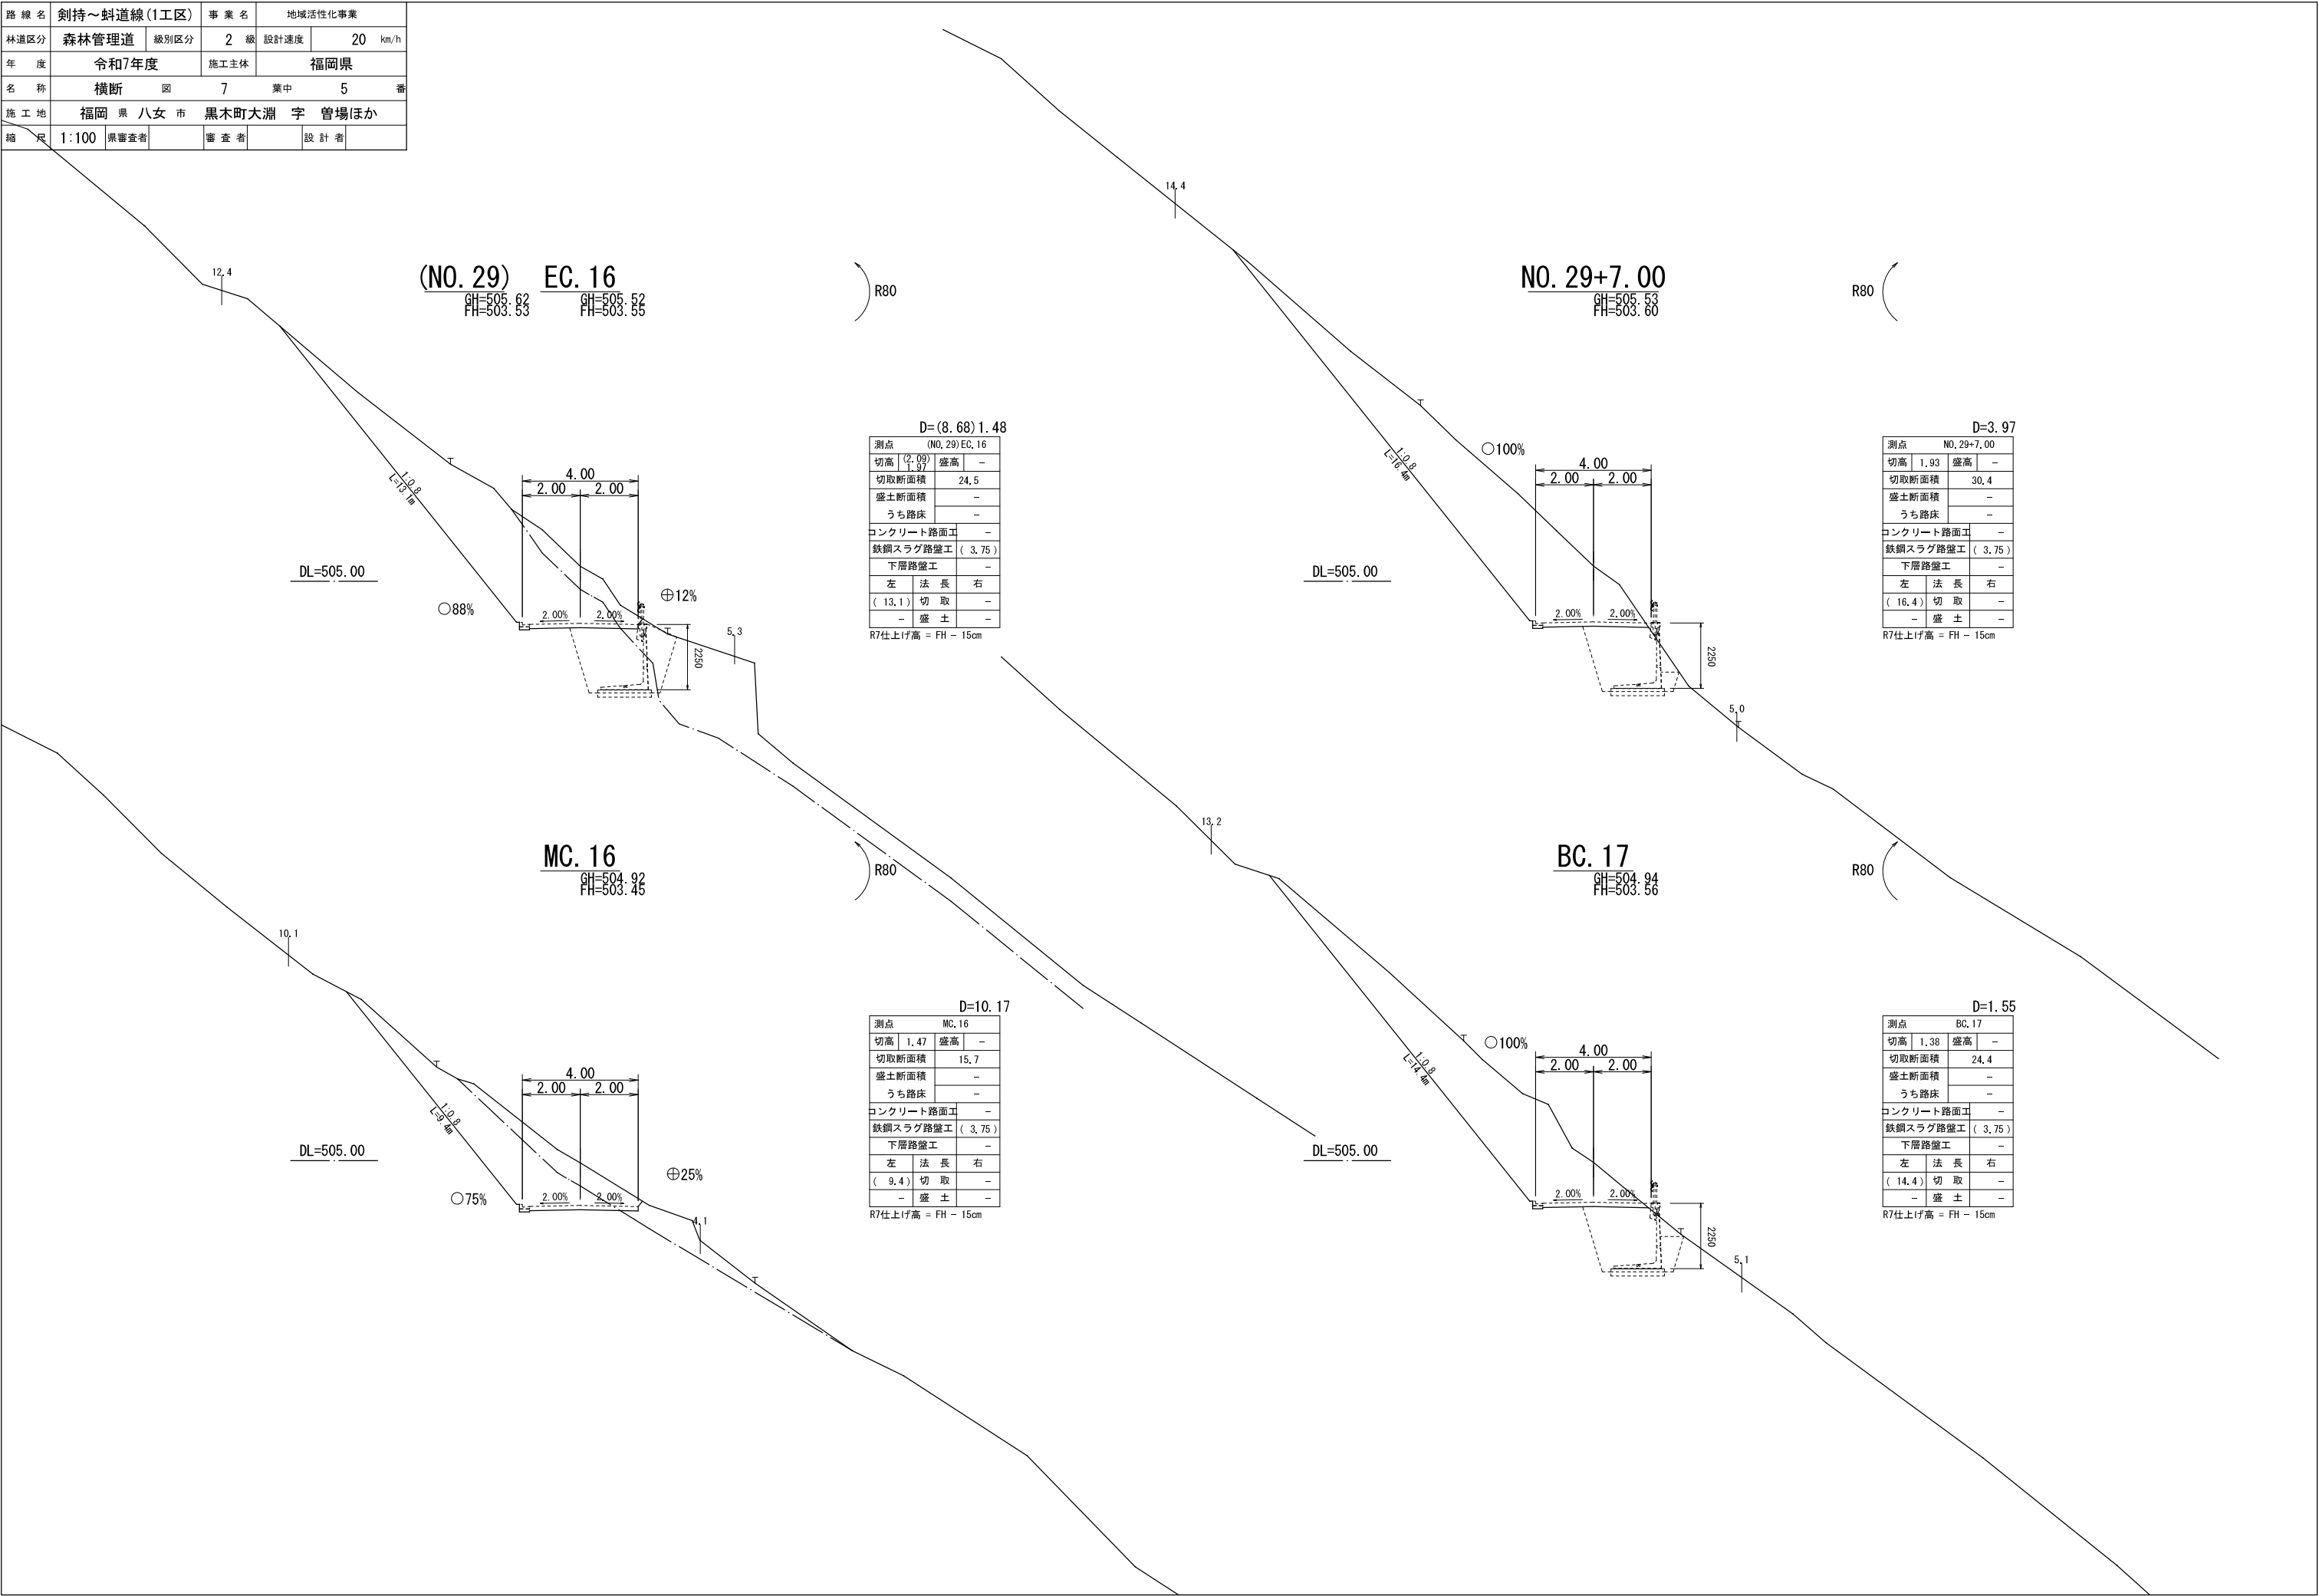 路線名 剣持～蚪道線(1工区) 事業名 地域活性化事業
林道区分 森林管理道 級別区分 2 級 設計速度 20 km/h
年度 令和7年度 施工主体 福岡県
名称 横断 図 7 葉中 5 番
施工地 福岡 県 八女 市 黒木町大淵 字 曽場ほか
縮尺 1:100 県審査者 審査者 設計者
12.4
(NO.29) EC.16
GH=505.62 GH=505.52
FH=503.53 FH=503.55
R80
1:0.8
L=13.1m
4.00
2.00 2.00
DL=505.00
○88%
2.00% 2.00%
⊕12%
5.3
2250
D=(8.68)1.48
測点 (NO.29)EC.16
切高 (2.09) 1.97 盛高 -
切取断面積 24.5
盛土断面積 -
うち路床 -
コンクリート路面工 -
鉄鋼スラグ路盤工 ( 3.75 )
下層路盤工 -
左 法長 右
( 13.1 ) 切取 -
- 盛土 -
R7仕上げ高 = FH - 15cm
14.4
NO.29+7.00
GH=505.53
FH=503.60
R80
1:0.8
L=16.4m
○100%
4.00
2.00 2.00
DL=505.00
2.00% 2.00%
2250
5.0
D=3.97
測点 NO.29+7.00
切高 1.93 盛高 -
切取断面積 30.4
盛土断面積 -
うち路床 -
コンクリート路面工 -
鉄鋼スラグ路盤工 ( 3.75 )
下層路盤工 -
左 法長 右
( 16.4 ) 切取 -
- 盛土 -
R7仕上げ高 = FH - 15cm
MC.16
GH=504.92
FH=503.45
R80
10.1
1:0.8
L=9.4m
4.00
2.00 2.00
DL=505.00
○75%
2.00% 2.00%
⊕25%
4.1
D=10.17
測点 MC.16
切高 1.47 盛高 -
切取断面積 15.7
盛土断面積 -
うち路床 -
コンクリート路面工 -
鉄鋼スラグ路盤工 ( 3.75 )
下層路盤工 -
左 法長 右
( 9.4 ) 切取 -
- 盛土 -
R7仕上げ高 = FH - 15cm
13.2
BC.17
GH=504.94
FH=503.56
R80
1:0.8
L=14.4m
○100%
4.00
2.00 2.00
DL=505.00
2.00% 2.00%
2250
5.1
D=1.55
測点 BC.17
切高 1.38 盛高 -
切取断面積 24.4
盛土断面積 -
うち路床 -
コンクリート路面工 -
鉄鋼スラグ路盤工 ( 3.75 )
下層路盤工 -
左 法長 右
( 14.4 ) 切取 -
- 盛土 -
R7仕上げ高 = FH - 15cm